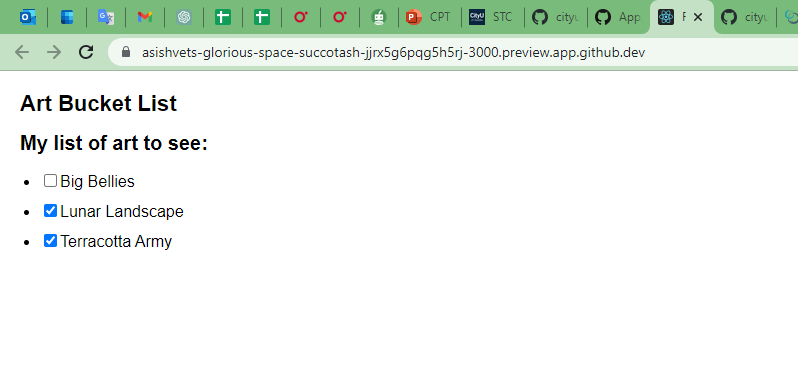 CPT
CityU
STC
cityu
App
F
cityu
asishvets-glorious-space-succotash-jjrx5g6pqg5h5rj-3000.preview.app.github.dev
Art Bucket List
My list of art to see:
Big Bellies
Lunar Landscape
Terracotta Army